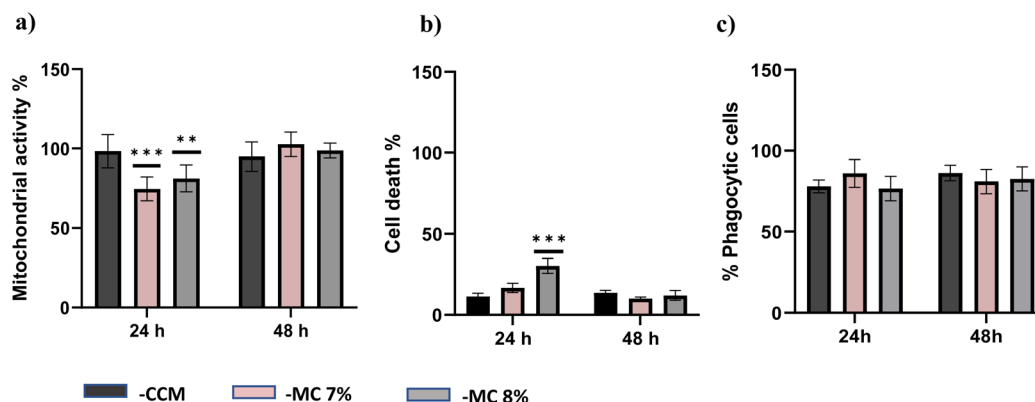 a)
Mitochondrial activity %
150
100
50
0
***
**
24 h
48 h
b)
Cell death %
150
100
50
0
***
24 h
48 h
c)
% Phagocytic cells
150
100
50
0
24h
48 h
-CCM
-MC 7%
-MC 8%